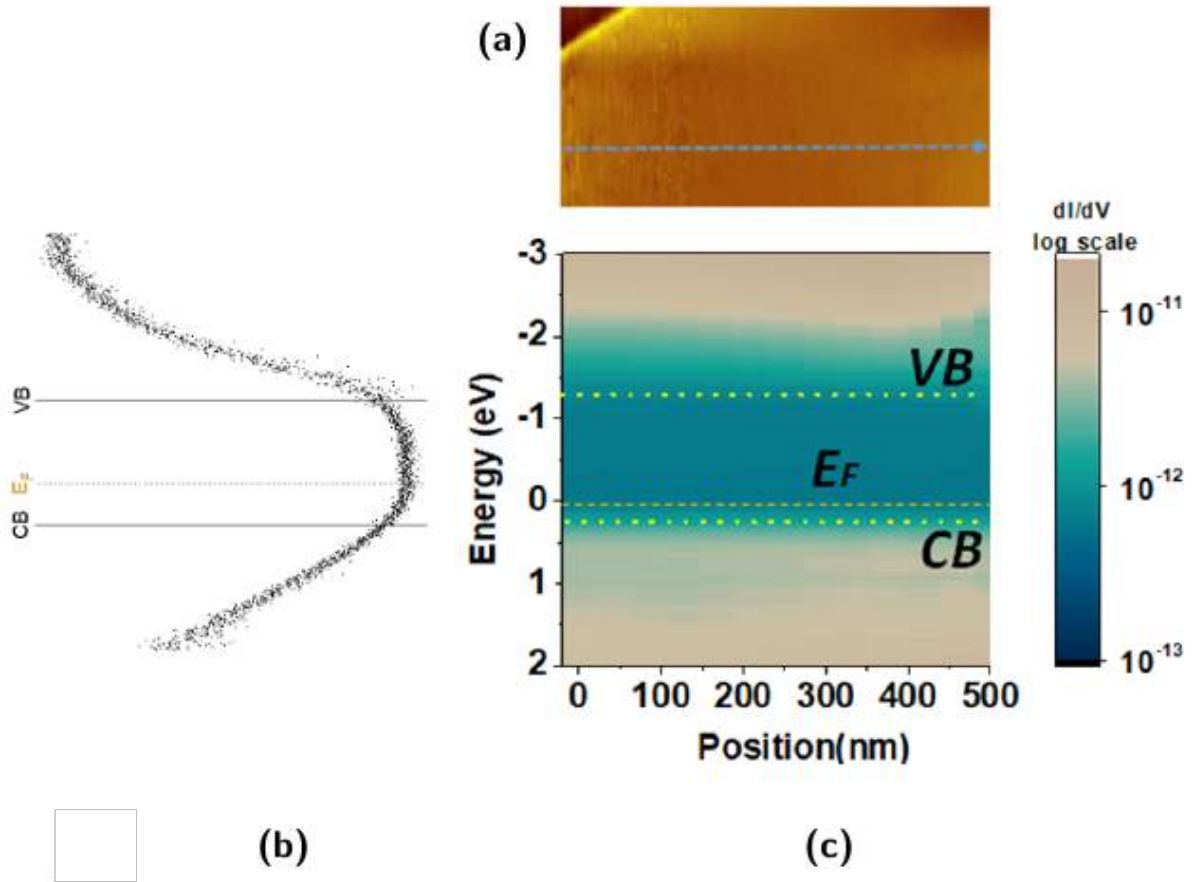 (a)
VB
E_F
CB
-3
-2
-1
0
1
2
Energy (eV)
VB
E_F
CB
0 100 200 300 400 500
Position(nm)
dI/dV
log scale
10^-11
10^-12
10^-13
(b)
(c)